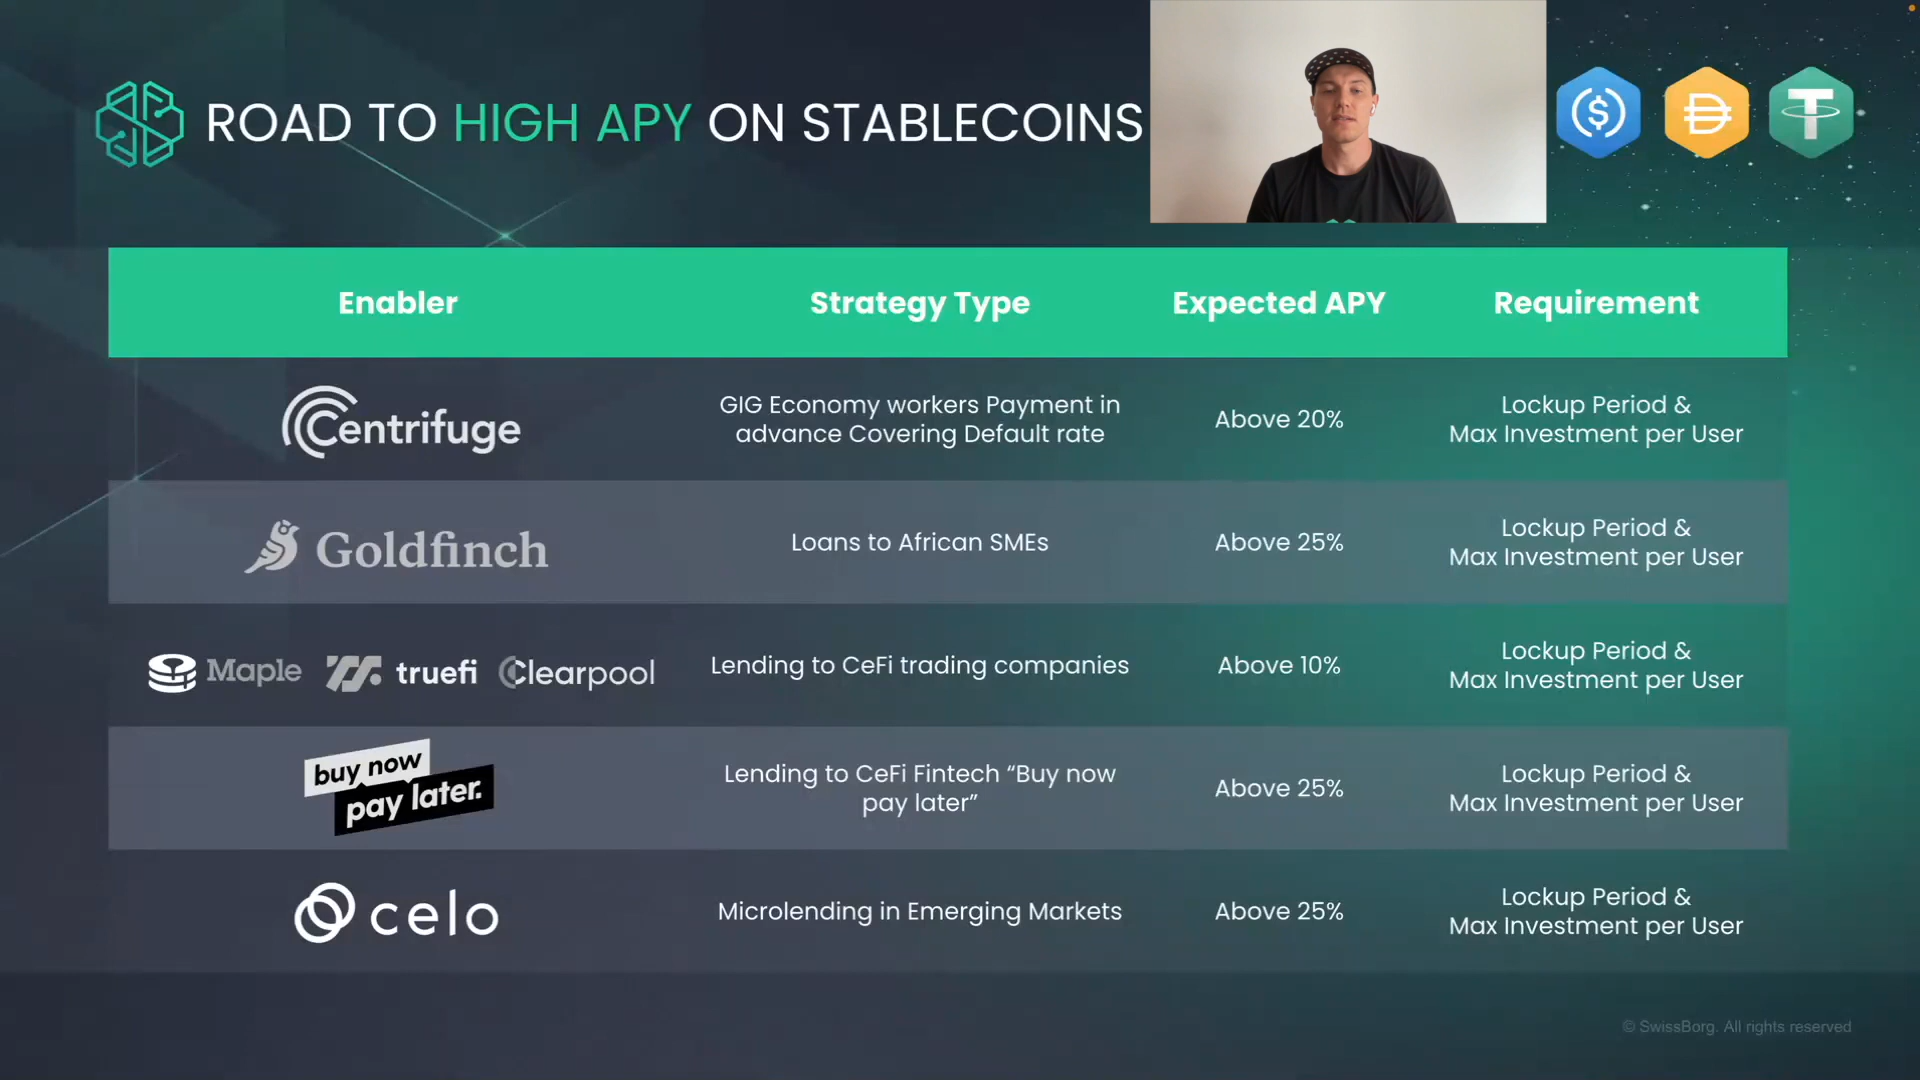 ROAD TO HIGH APY ON STABLECOINS
Enabler Strategy Type Expected APY Requirement
Centrifuge
GIG Economy workers Payment in
advance Covering Default rate
Above 20%
Lockup Period &
Max Investment per User
Goldfinch
Loans to African SMEs
Above 25%
Lockup Period &
Max Investment per User
Maple truefi Clearpool
Lending to CeFi trading companies
Above 10%
Lockup Period &
Max Investment per User
buy now
pay later.
Lending to CeFi Fintech “Buy now
pay later”
Above 25%
Lockup Period &
Max Investment per User
celo
Microlending in Emerging Markets
Above 25%
Lockup Period &
Max Investment per User
© SwissBorg. All rights reserved